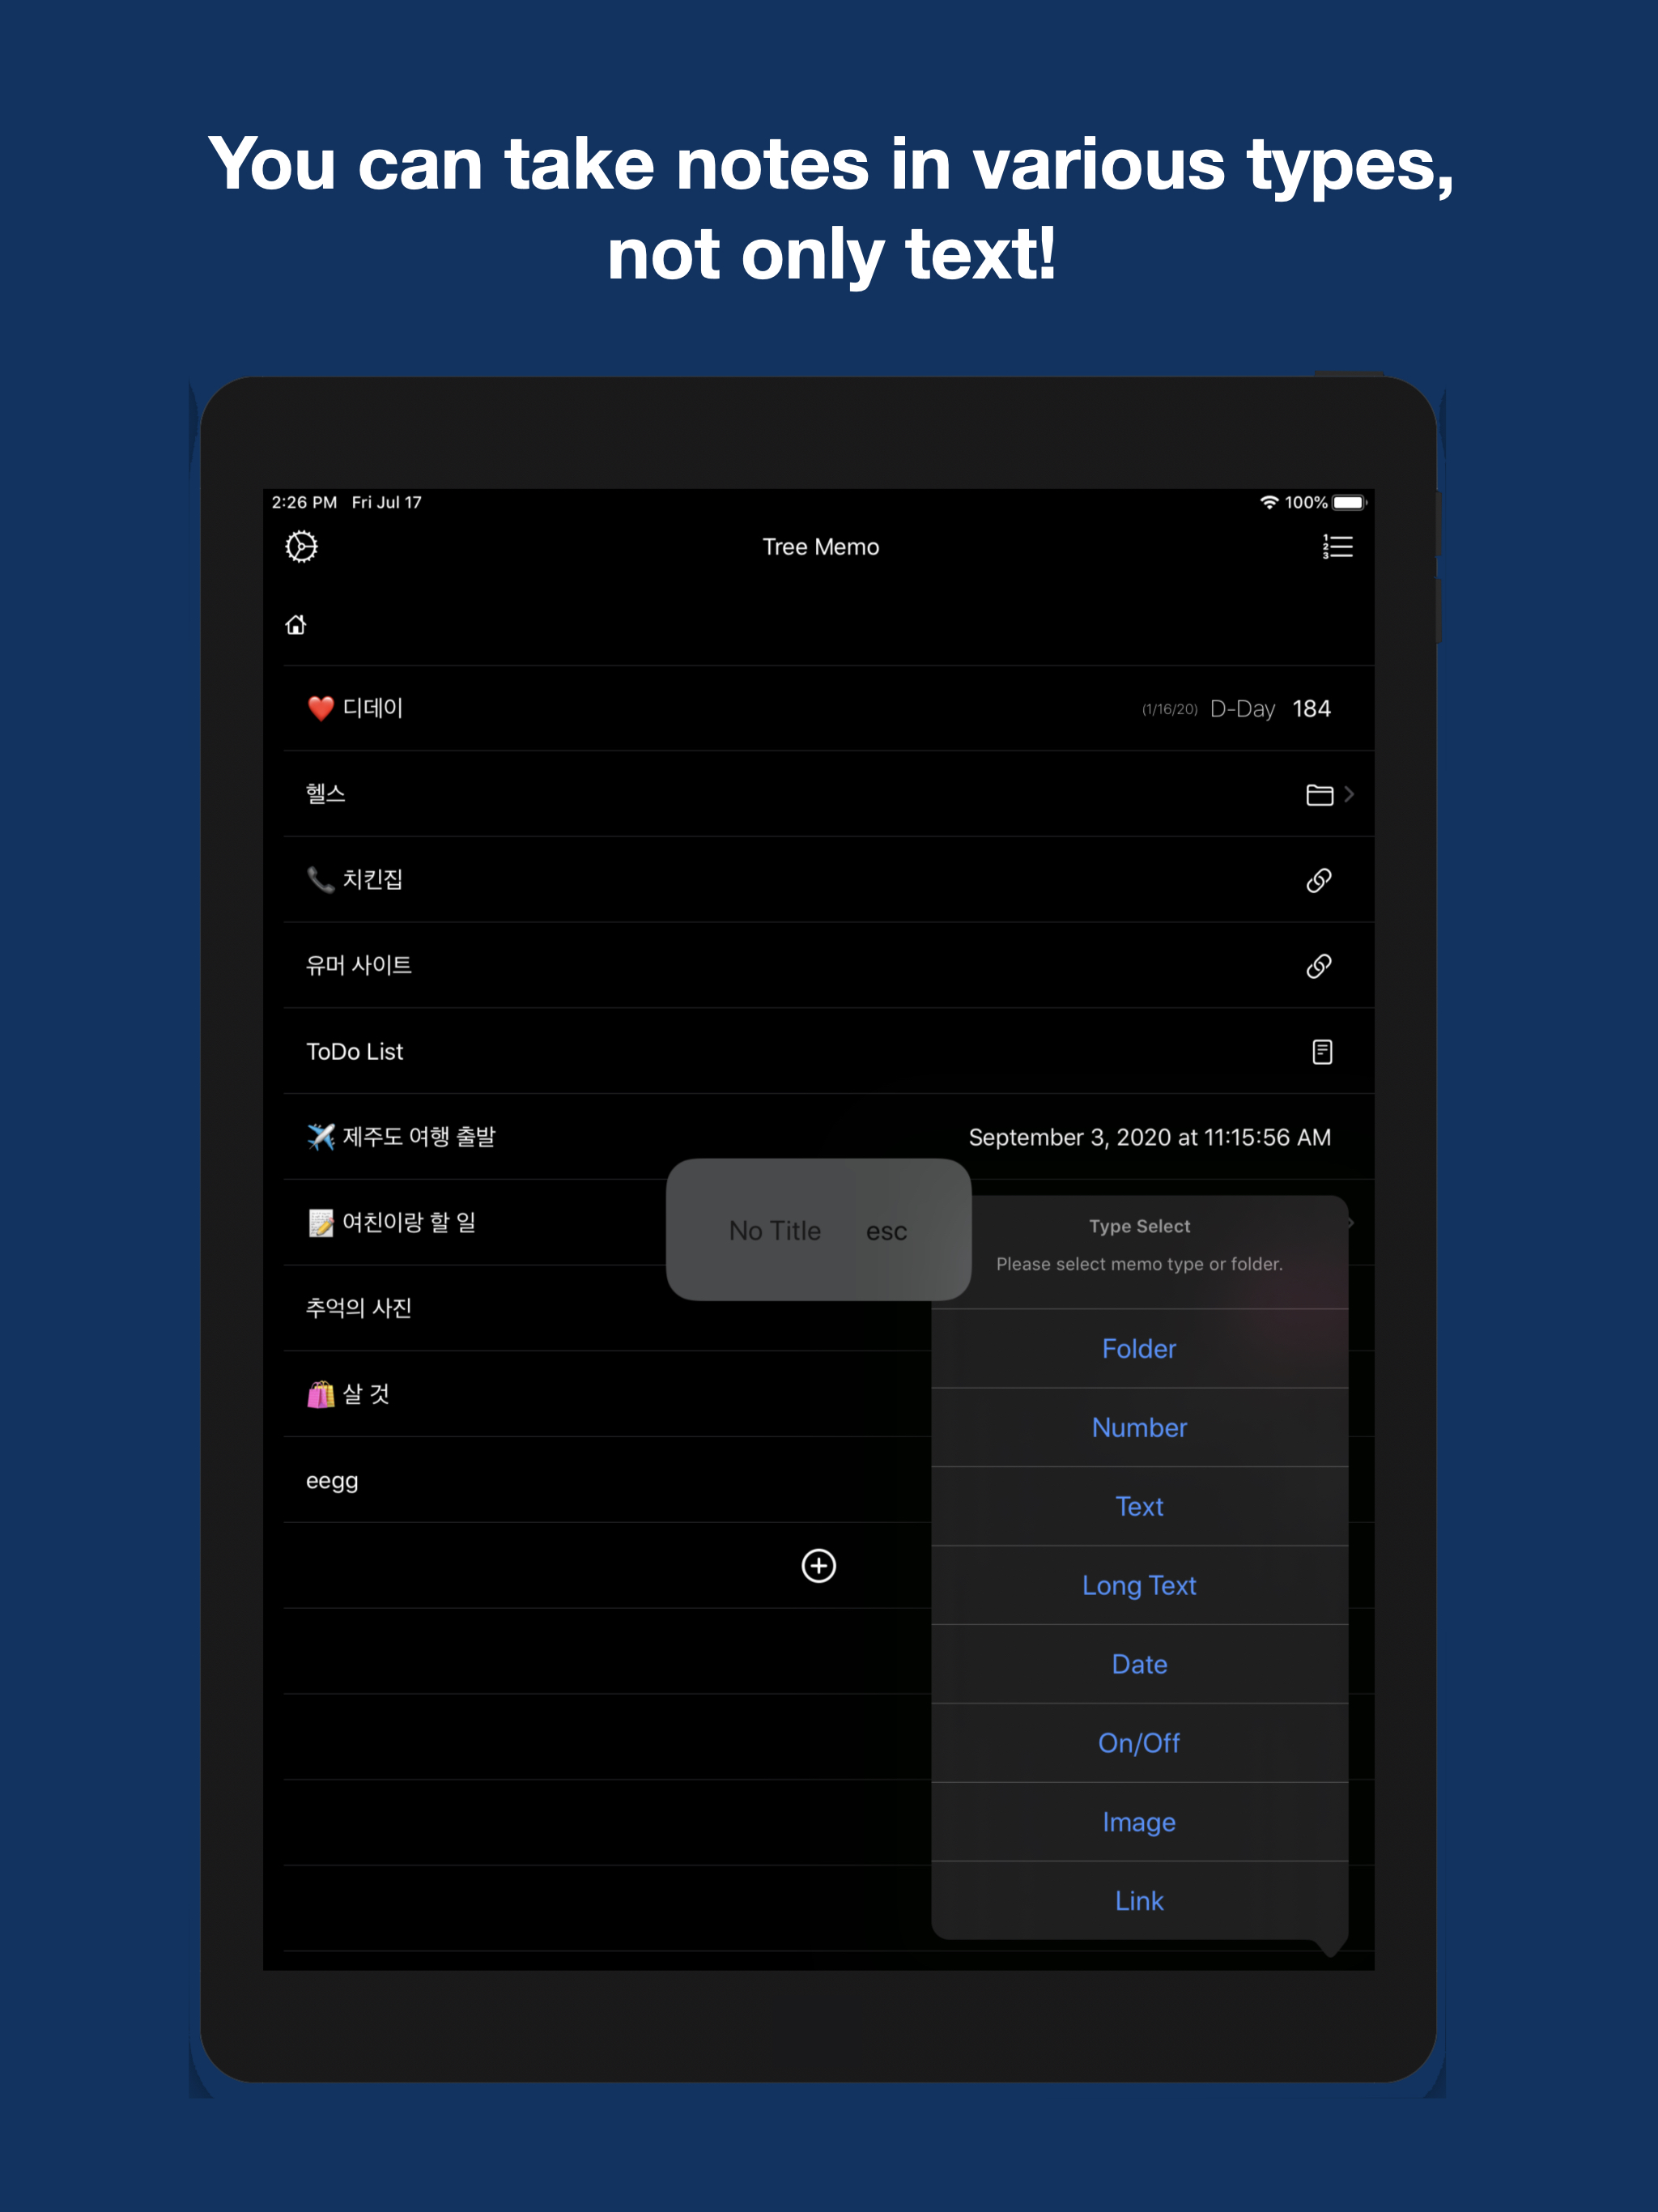 You can take notes in various types,
not only text!
2:26 PM Fri Jul 17 100%
Tree Memo
1
2
3
❤️ 디데이 (1/16/20) D-Day 184
헬스
📞 치킨집
유머 사이트
ToDo List
✈️ 제주도 여행 출발 September 3, 2020 at 11:15:56 AM
📝 여친이랑 할 일
No Title esc
Type Select
Please select memo type or folder.
추억의 사진
Folder
🛍 살 것
Number
eegg
Text
Long Text
Date
On/Off
Image
Link